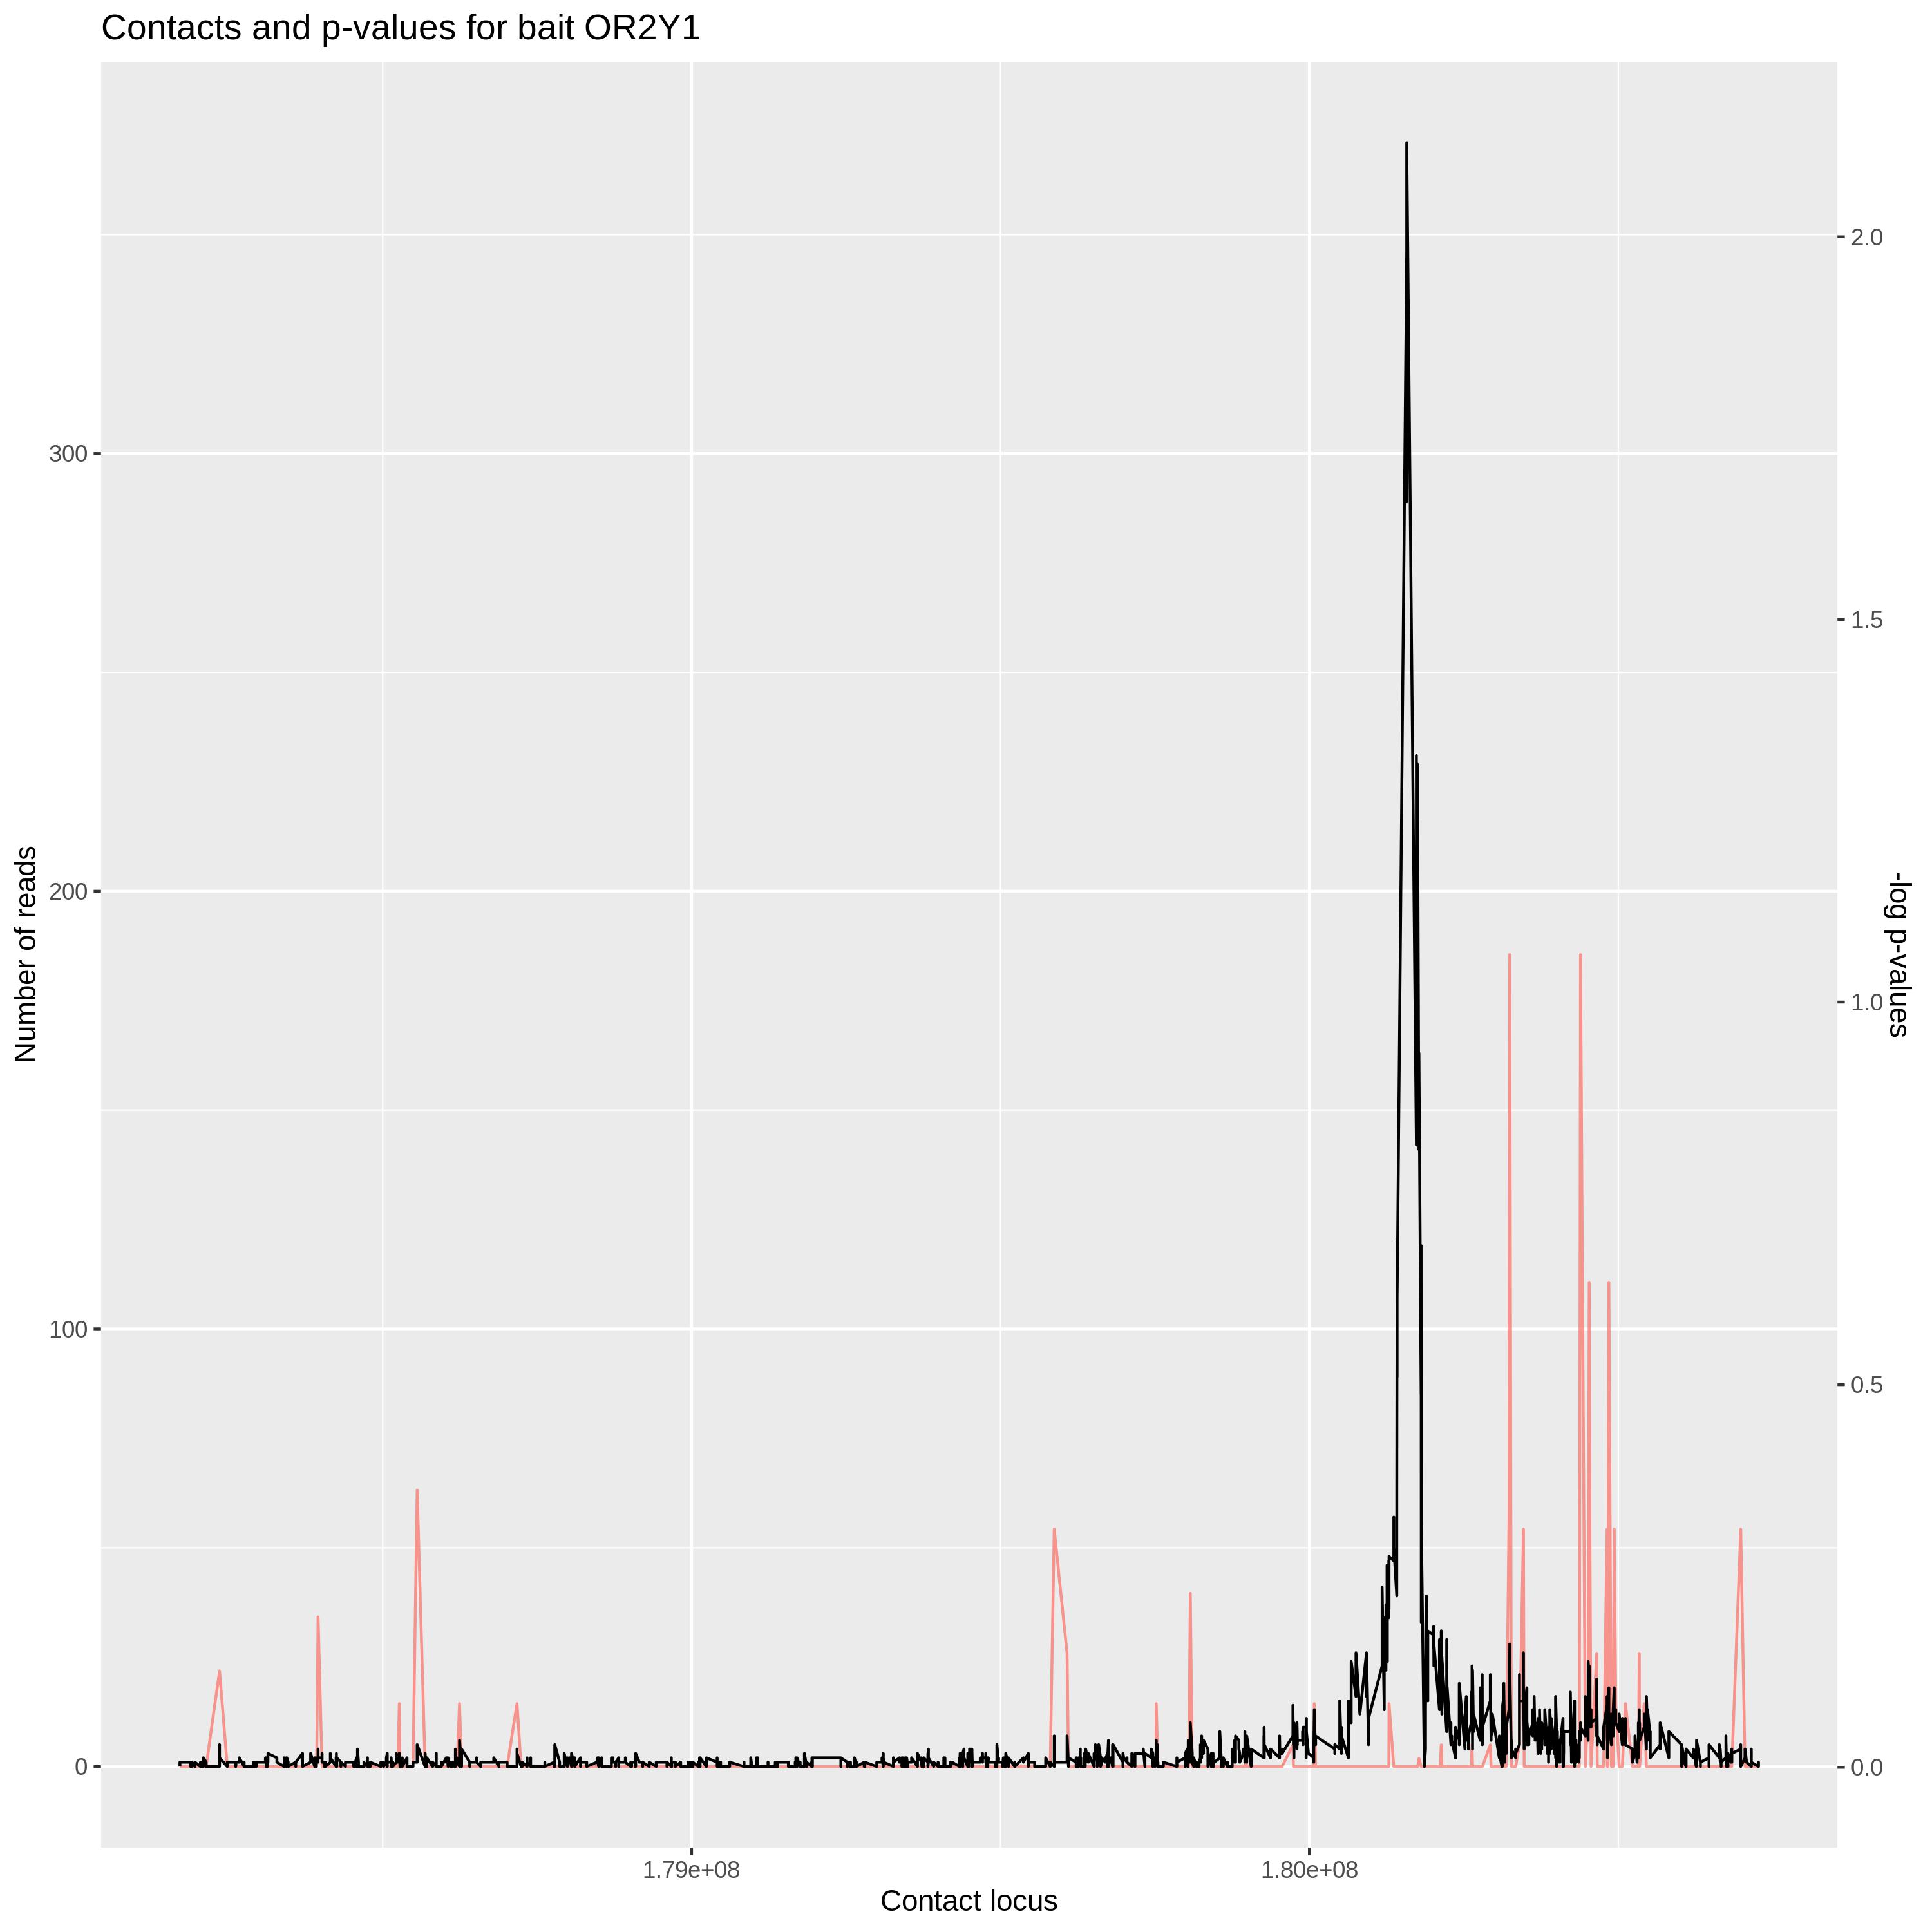 Contacts and p-values for bait OR2Y1
300
200
100
0
Number of reads
2.0
1.5
1.0
0.5
0.0
-log p-values
1.79e+08
1.80e+08
Contact locus